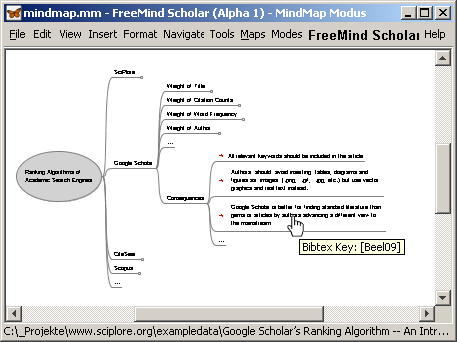 mindmap.mm - FreeMind Scholar (Alpha 1) - MindMap Modus
File Edit View Insert Format Navigate Tools Maps Modes FreeMind Scholar Help
SciPlore
Weight of Title
Weight of Citation Counts
Weight of Word Frequency
Weight of Author
...
Ranking Algorithms of
Academic Search Engines
Google Scholar
All relevant keywords should be included in the article
Authors should avoid inserting tables, diagrams and
figures as images (.png, .gif, .jpg, etc.) but use vector
graphics and real text instead.
Consequences
Google Scholar is better for finding standard literature than
gems or articles by authors advancing a different view to
the mainstream
...
Bibtex Key: [Beel09]
CiteSeer
Scopus
...
C:\_Projekte\www.sciplore.org\exampledata\Google Scholar's Ranking Algorithm -- An Intr...